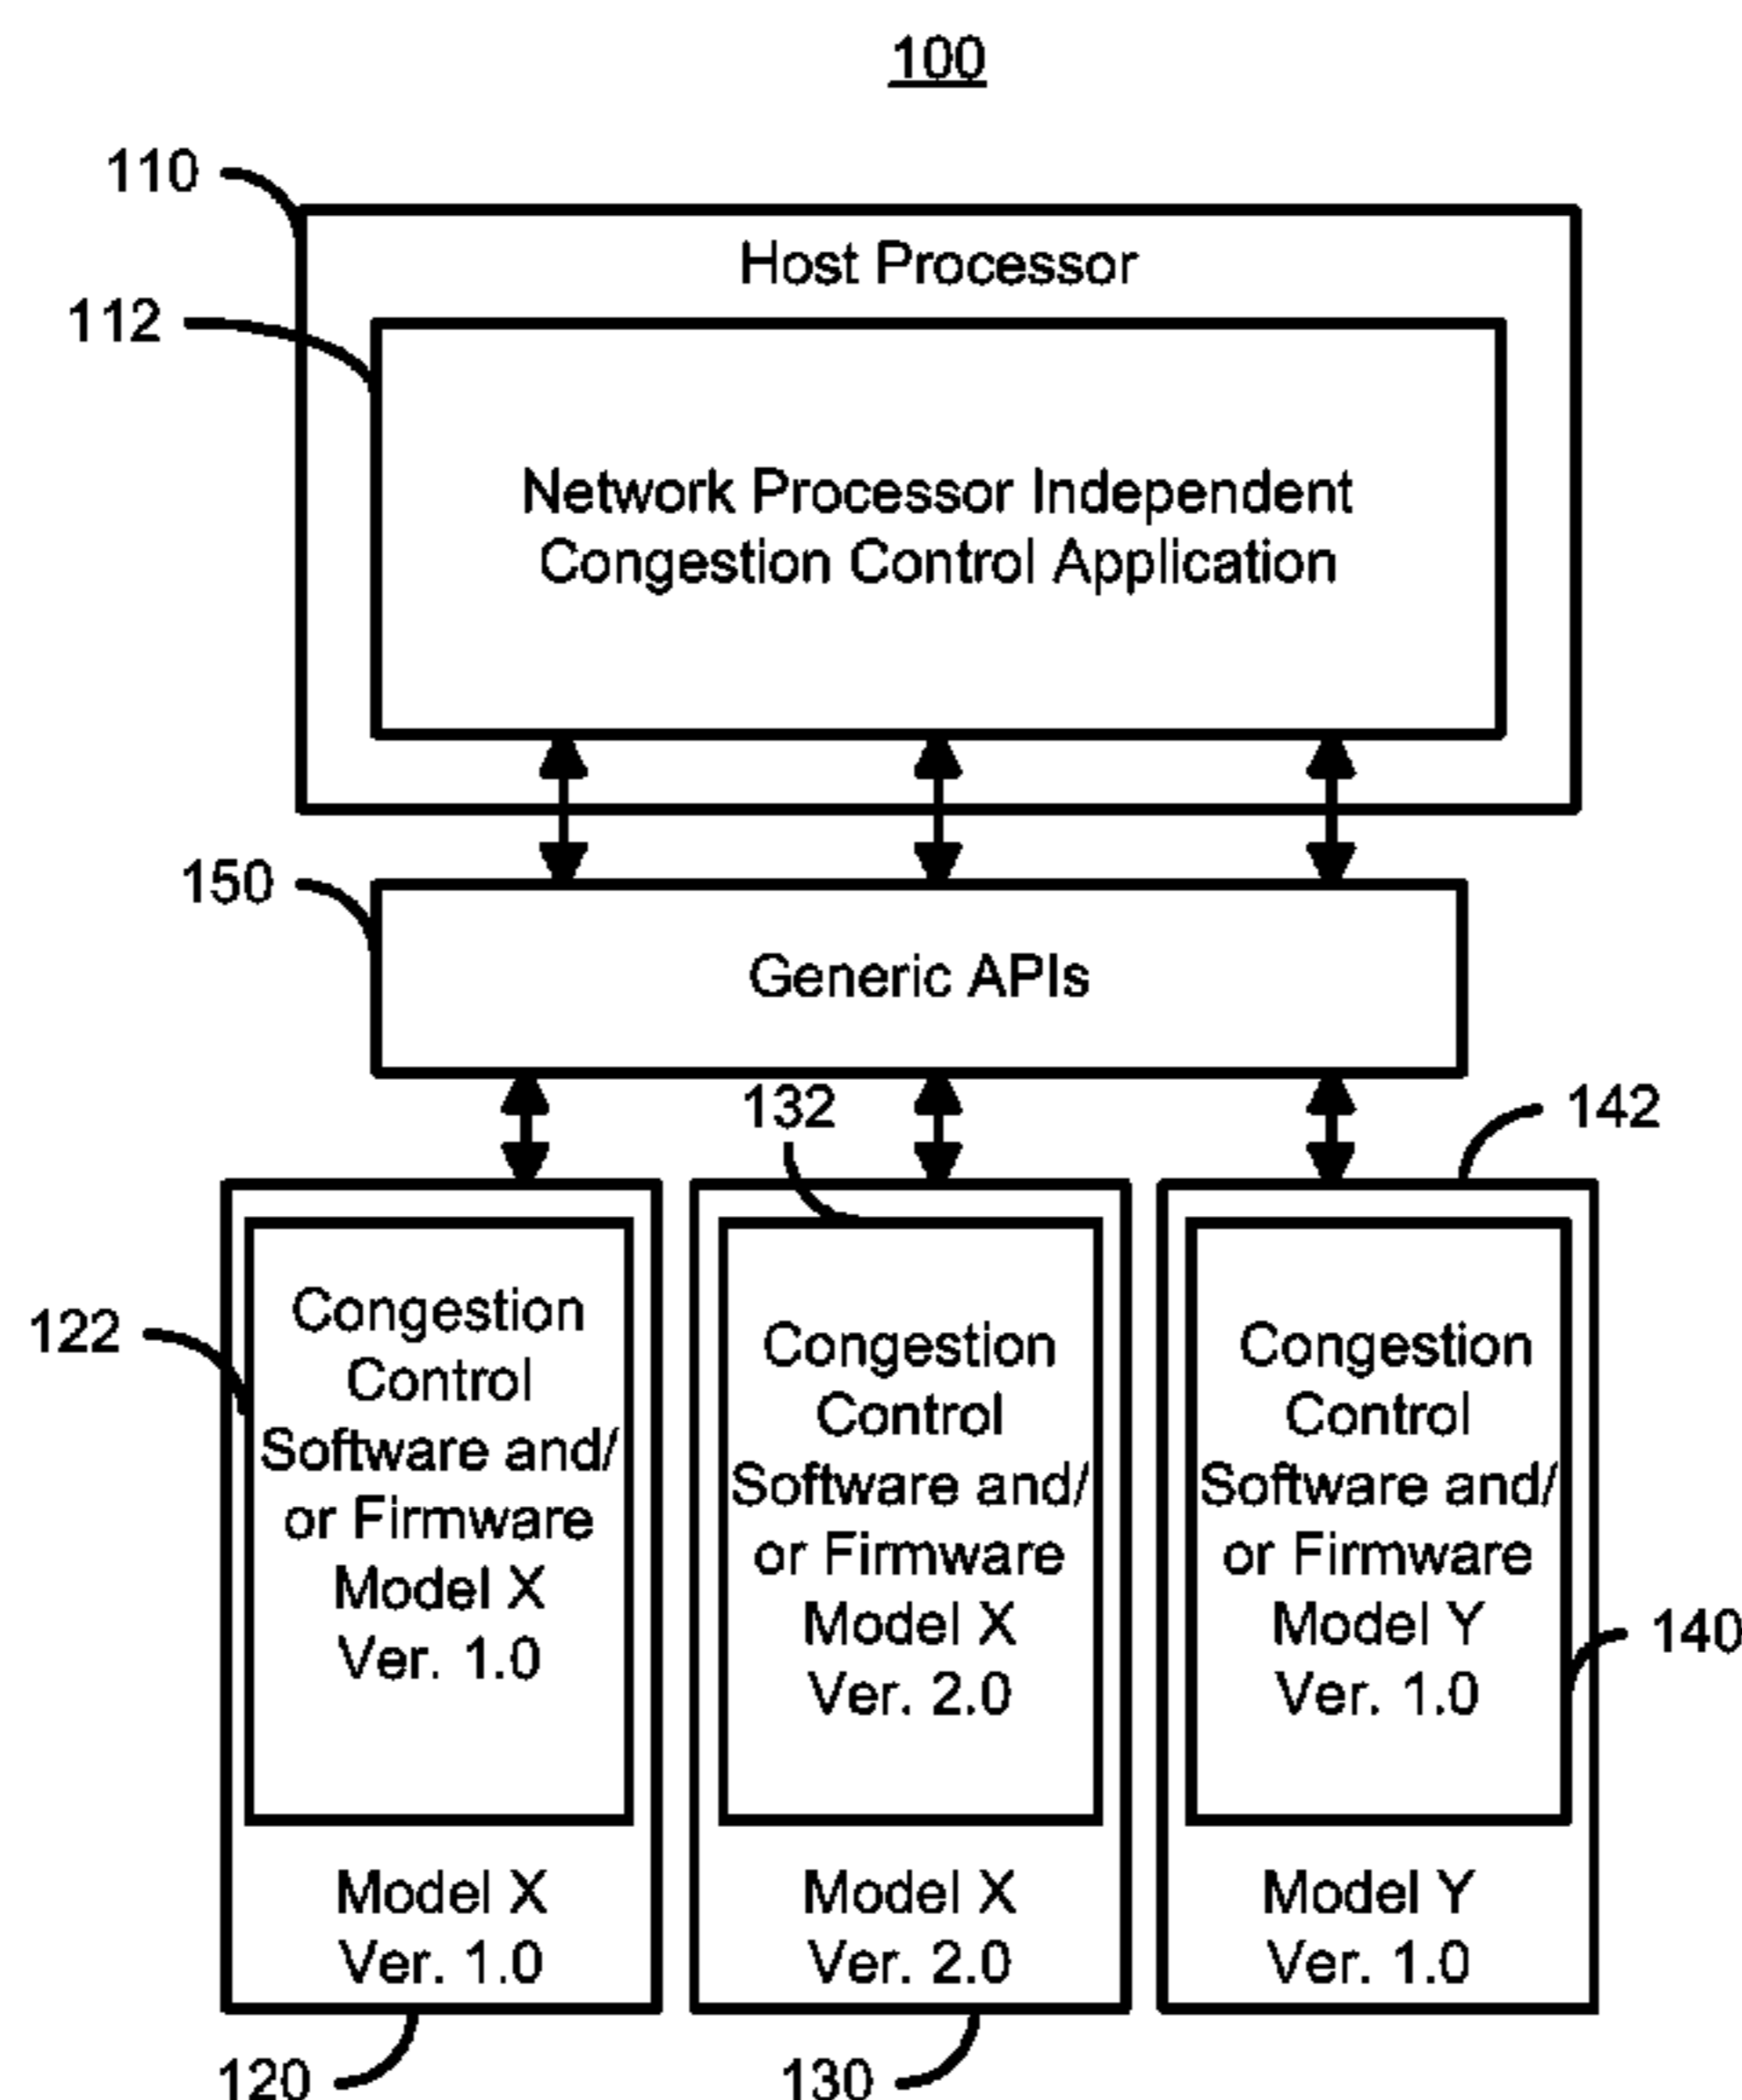 100
110
Host Processor
112
Network Processor Independent
Congestion Control Application
150
Generic APIs
132
142
122
Congestion
Control
Software and/
or Firmware
Model X
Ver. 1.0
Congestion
Control
Software and/
or Firmware
Model X
Ver. 2.0
Congestion
Control
Software and/
or Firmware
Model Y
Ver. 1.0
140
Model X
Ver. 1.0
Model X
Ver. 2.0
Model Y
Ver. 1.0
120
130